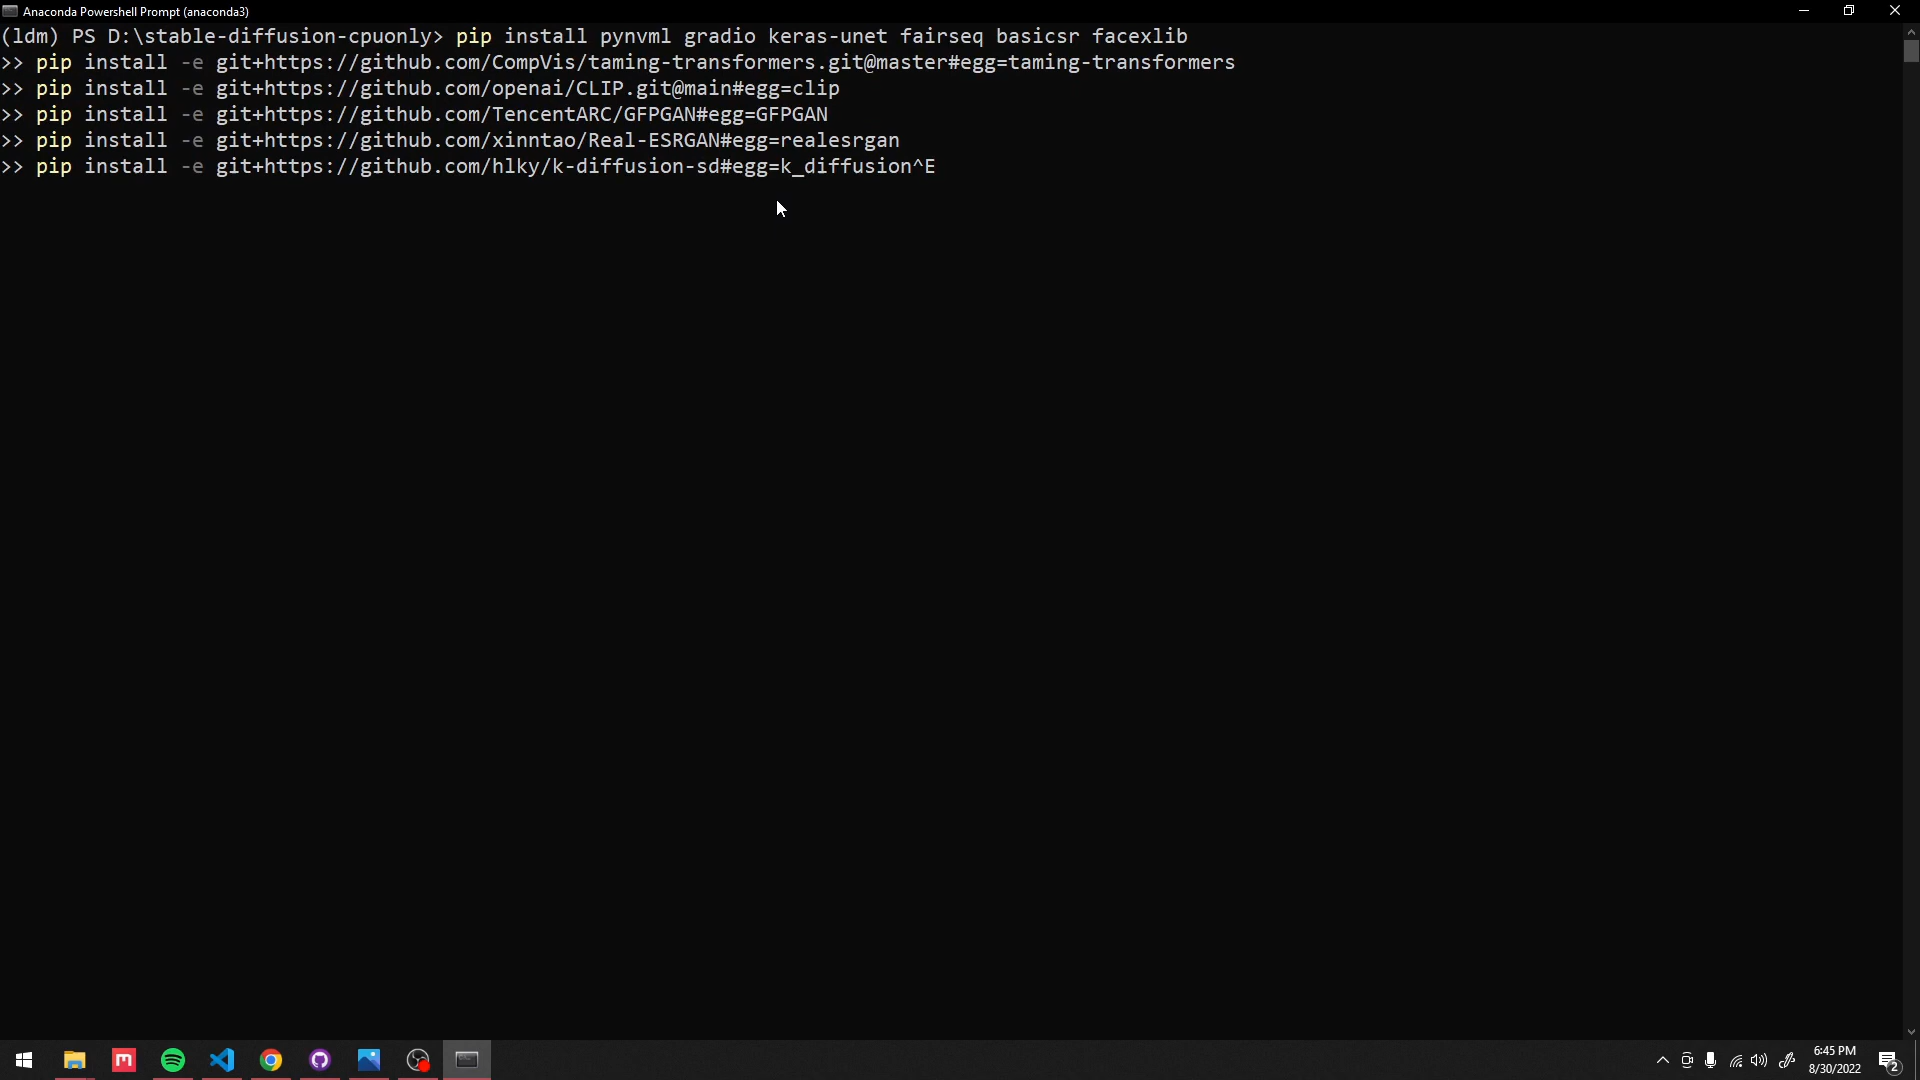 Anaconda Powershell Prompt (anaconda3)
(ldm) PS D:\stable-diffusion-cpuonly> pip install pynvml gradio keras-unet fairseq basicsr facexlib
>> pip install -e git+https://github.com/CompVis/taming-transformers.git@master#egg=taming-transformers
>> pip install -e git+https://github.com/openai/CLIP.git@main#egg=clip
>> pip install -e git+https://github.com/TencentARC/GFPGAN#egg=GFPGAN
>> pip install -e git+https://github.com/xinntao/Real-ESRGAN#egg=realesrgan
>> pip install -e git+https://github.com/hlky/k-diffusion-sd#egg=k_diffusion^E
6:45 PM
8/30/2022
2